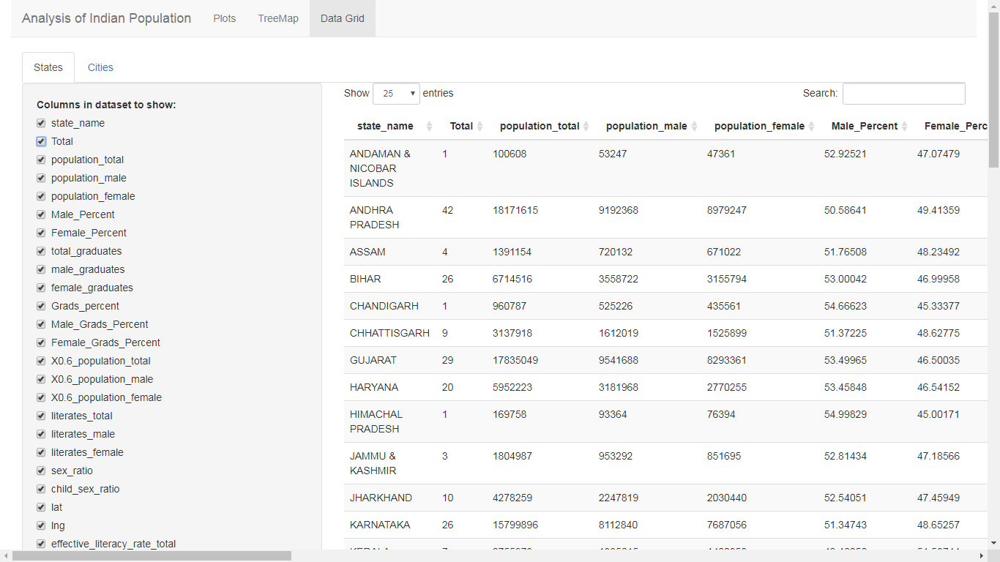 Analysis of Indian Population Plots TreeMap Data Grid
States Cities
Columns in dataset to show:
state_name
Total
population_total
population_male
population_female
Male_Percent
Female_Percent
total_graduates
male_graduates
female_graduates
Grads_percent
Male_Grads_Percent
Female_Grads_Percent
X0.6_population_total
X0.6_population_male
X0.6_population_female
literates_total
literates_male
literates_female
sex_ratio
child_sex_ratio
lat
lng
effective_literacy_rate_total
Show 25 entries Search:
state_name Total population_total population_male population_female Male_Percent Female_Perc
ANDAMAN & 1 100608 53247 47361 52.92521 47.07479
NICOBAR
ISLANDS
ANDHRA 42 18171615 9192368 8979247 50.58641 49.41359
PRADESH
ASSAM 4 1391154 720132 671022 51.76508 48.23492
BIHAR 26 6714516 3558722 3155794 53.00042 46.99958
CHANDIGARH 1 960787 525226 435561 54.66623 45.33377
CHHATTISGARH 9 3137918 1612019 1525899 51.37225 48.62775
GUJARAT 29 17835049 9541688 8293361 53.49965 46.50035
HARYANA 20 5952223 3181968 2770255 53.45848 46.54152
HIMACHAL 1 169758 93364 76394 54.99829 45.00171
PRADESH
JAMMU & 3 1804987 953292 851695 52.81434 47.18566
KASHMIR
JHARKHAND 10 4278259 2247819 2030440 52.54051 47.45949
KARNATAKA 26 15799896 8112840 7687056 51.34743 48.65257
KERALA